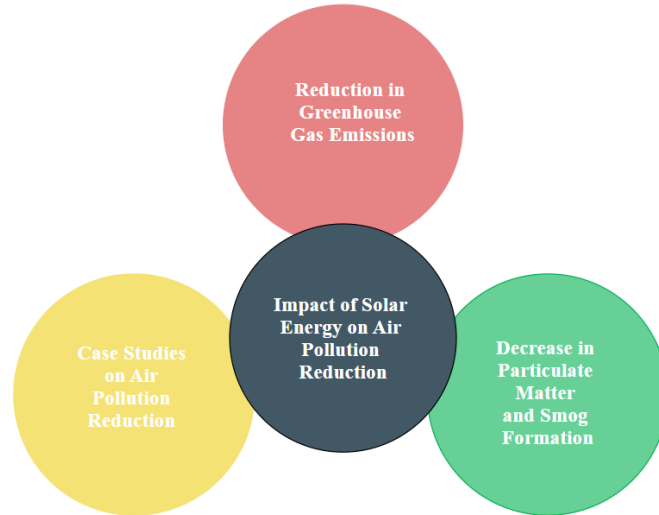 Reduction in
Greenhouse
Gas Emissions
Impact of Solar
Energy on Air
Pollution
Reduction
Case Studies
on Air
Pollution
Reduction
Decrease in
Particulate
Matter
and Smog
Formation